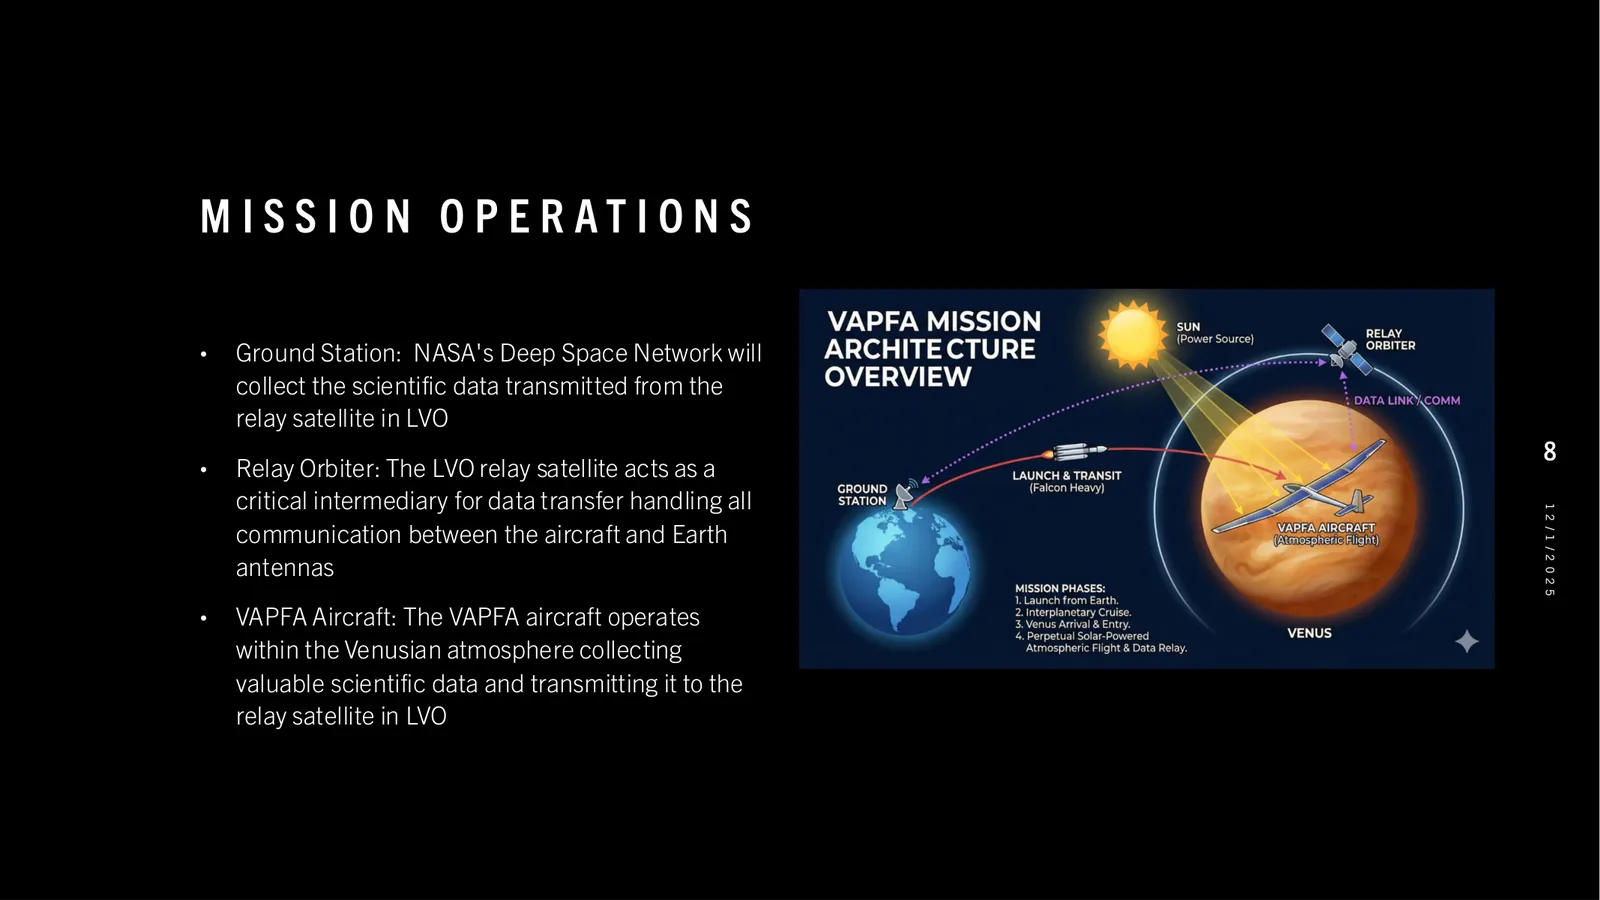 MISSION OPERATIONS
• Ground Station:  NASA's Deep Space Network will
collect the scientific data transmitted from the
relay satellite in LVO
• Relay Orbiter: The LVO relay satellite acts as a
critical intermediary for data transfer handling all
communication between the aircraft and Earth
antennas
• VAPFA Aircraft: The VAPFA aircraft operates
within the Venusian atmosphere collecting
valuable scientific data and transmitting it to the
relay satellite in LVO
VAPFA MISSION
ARCHITECTURE
OVERVIEW
SUN
(Power Source)
RELAY
ORBITER
DATA LINK / COMM
LAUNCH & TRANSIT
(Falcon Heavy)
GROUND
STATION
VAPFA AIRCRAFT
(Atmospheric Flight)
MISSION PHASES:
1. Launch from Earth.
2. Interplanetary Cruise.
3. Venus Arrival & Entry.
4. Perpetual Solar-Powered
Atmospheric Flight & Data Relay.
VENUS
8
12/1/2025